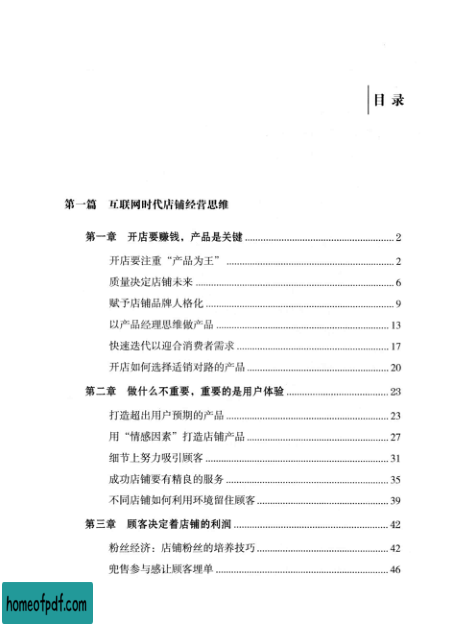 目录
第一篇 互联网时代店铺经营思维
第一章 开店要赚钱，产品是关键 2
开店要注重“产品为王” 2
质量决定店铺未来 6
赋予店铺品牌人格化 9
以产品经理思维做产品 13
快速迭代以迎合消费者需求 17
开店如何选择适销对路的产品 20
第二章 做什么不重要，重要的是用户体验 23
打造超出用户预期的产品 23
用“情感因素”打造店铺产品 27
细节上努力吸引顾客 31
成功店铺要有精良的服务 35
不同店铺如何利用环境留住顾客 39
第三章 顾客决定着店铺的利润 42
粉丝经济：店铺粉丝的培养技巧 42
兜售参与感让顾客埋单 46
homeofpdf.com